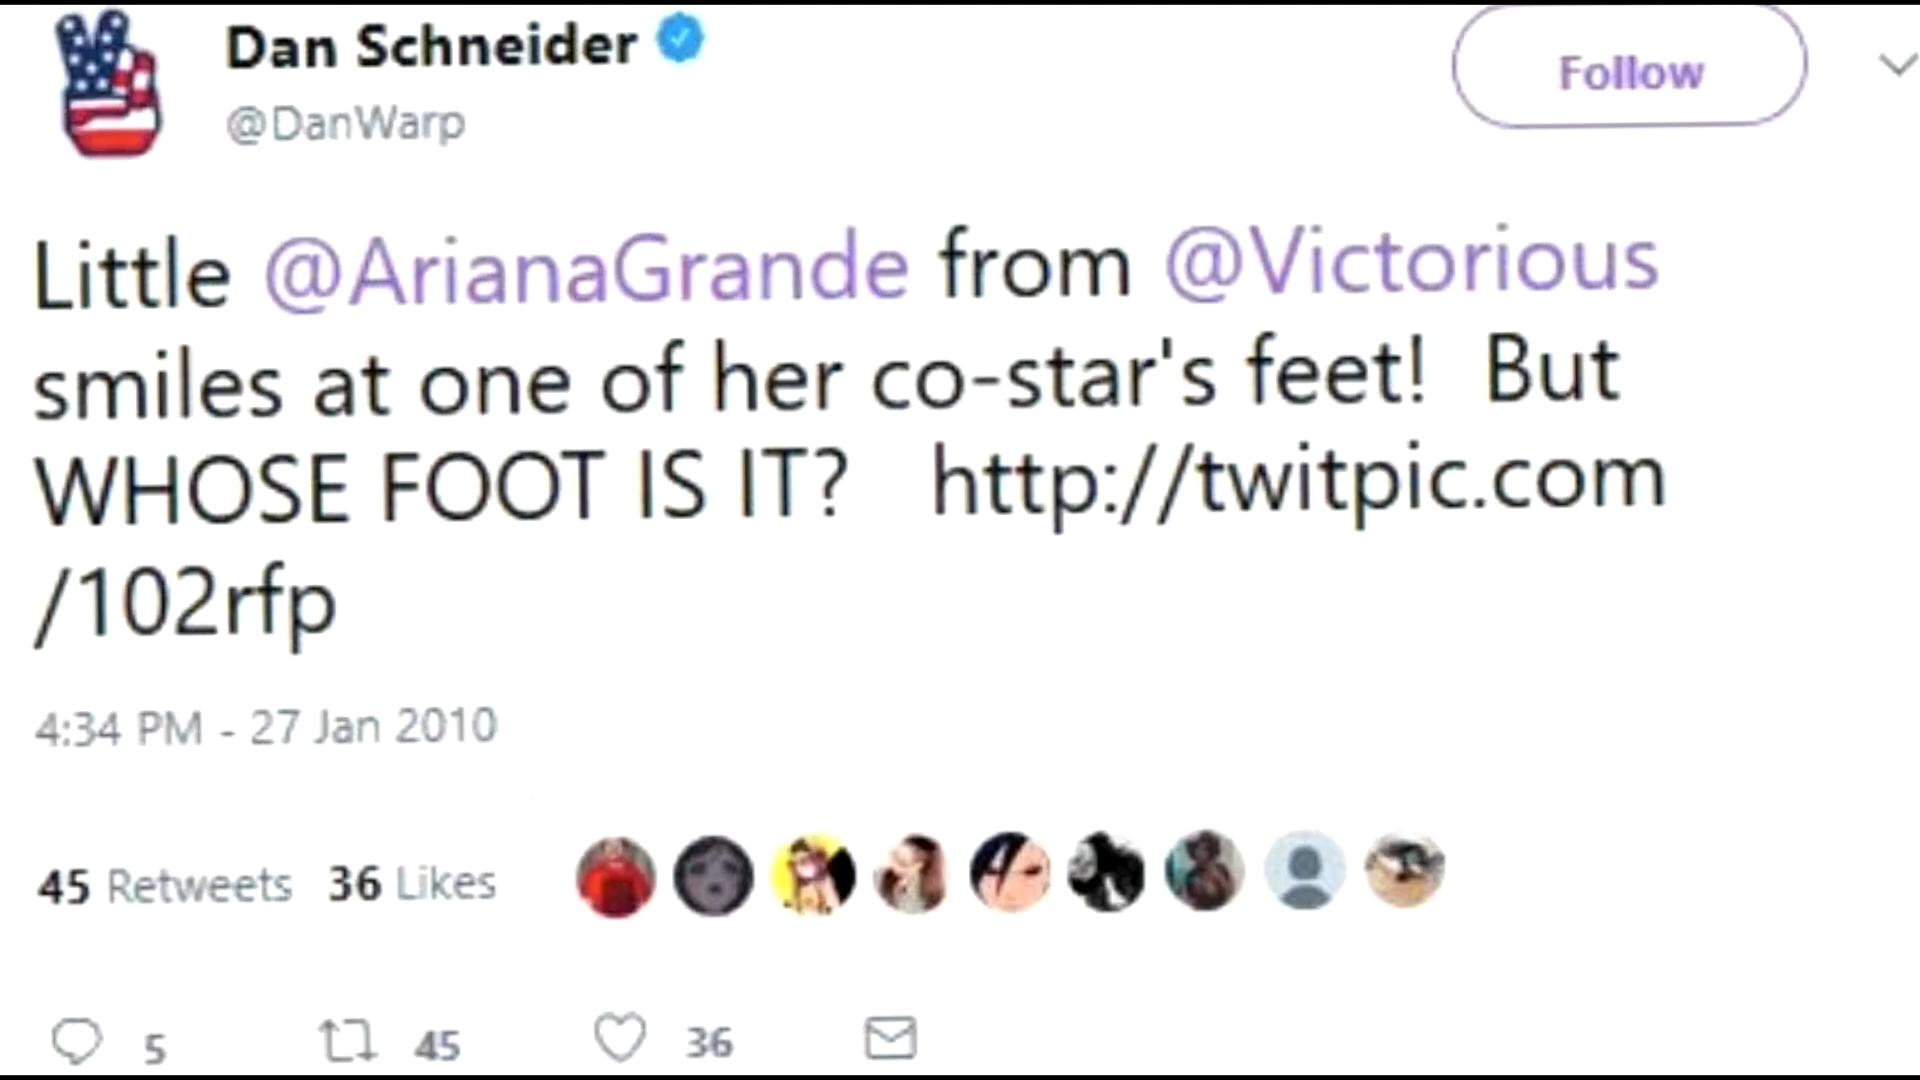 Dan Schneider
@DanWarp
Follow
Little @ArianaGrande from @Victorious
smiles at one of her co-star's feet!  But
WHOSE FOOT IS IT?   http://twitpic.com
/102rfp
4:34 PM - 27 Jan 2010
45 Retweets 36 Likes
5 45 36